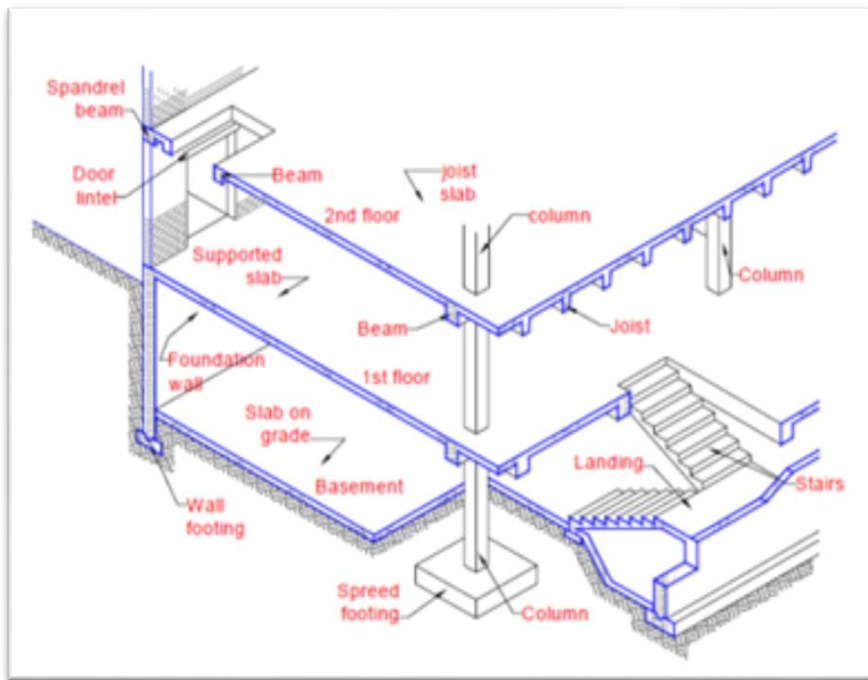 Spandrel
beam
Door
lintel
Beam
joist
slab
2nd floor
column
Supported
slab
Column
Beam
Joist
Foundation
wall
1st floor
Slab on
grade
Landing
Stairs
Basement
Wall
footing
Spreed
footing
Column